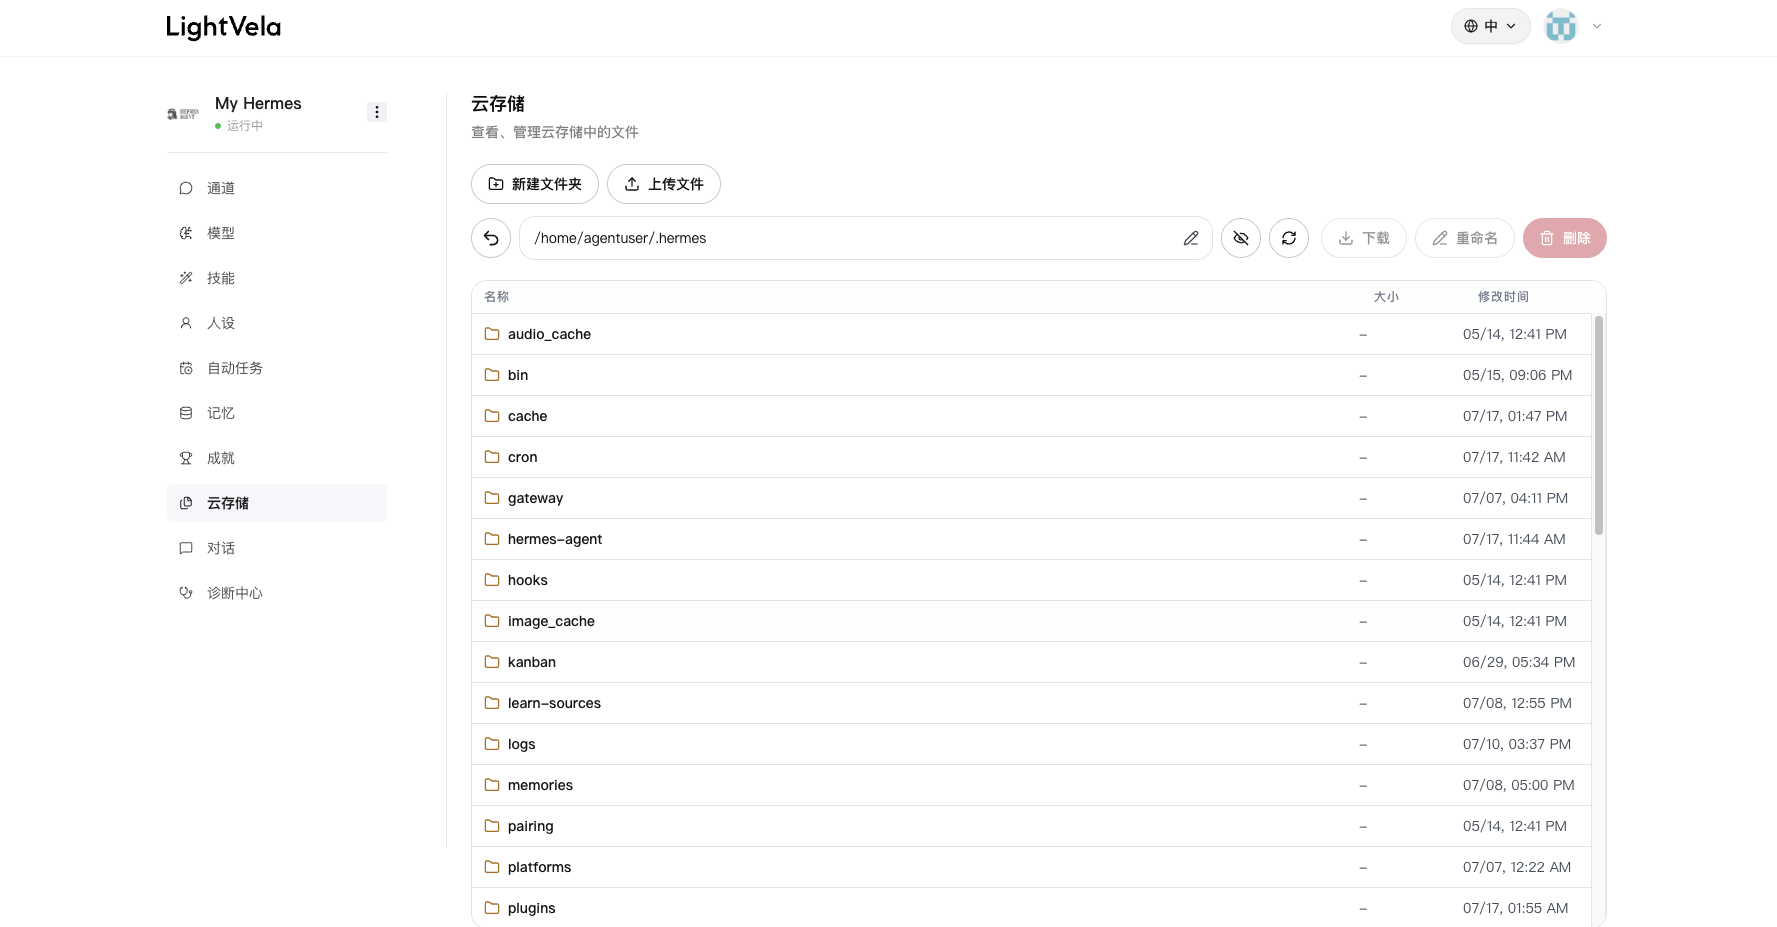 LightVela
中
My Hermes
运行中
通道
模型
技能
人设
自动任务
记忆
成就
云存储
对话
诊断中心
云存储
查看、管理云存储中的文件
新建文件夹 上传文件
/home/agentuser/.hermes 下载 重命名 删除
名称 大小 修改时间
audio_cache – 05/14, 12:41 PM
bin – 05/15, 09:06 PM
cache – 07/17, 01:47 PM
cron – 07/17, 11:42 AM
gateway – 07/07, 04:11 PM
hermes-agent – 07/17, 11:44 AM
hooks – 05/14, 12:41 PM
image_cache – 05/14, 12:41 PM
kanban – 06/29, 05:34 PM
learn-sources – 07/08, 12:55 PM
logs – 07/10, 03:37 PM
memories – 07/08, 05:00 PM
pairing – 05/14, 12:41 PM
platforms – 07/07, 12:22 AM
plugins – 07/17, 01:55 AM